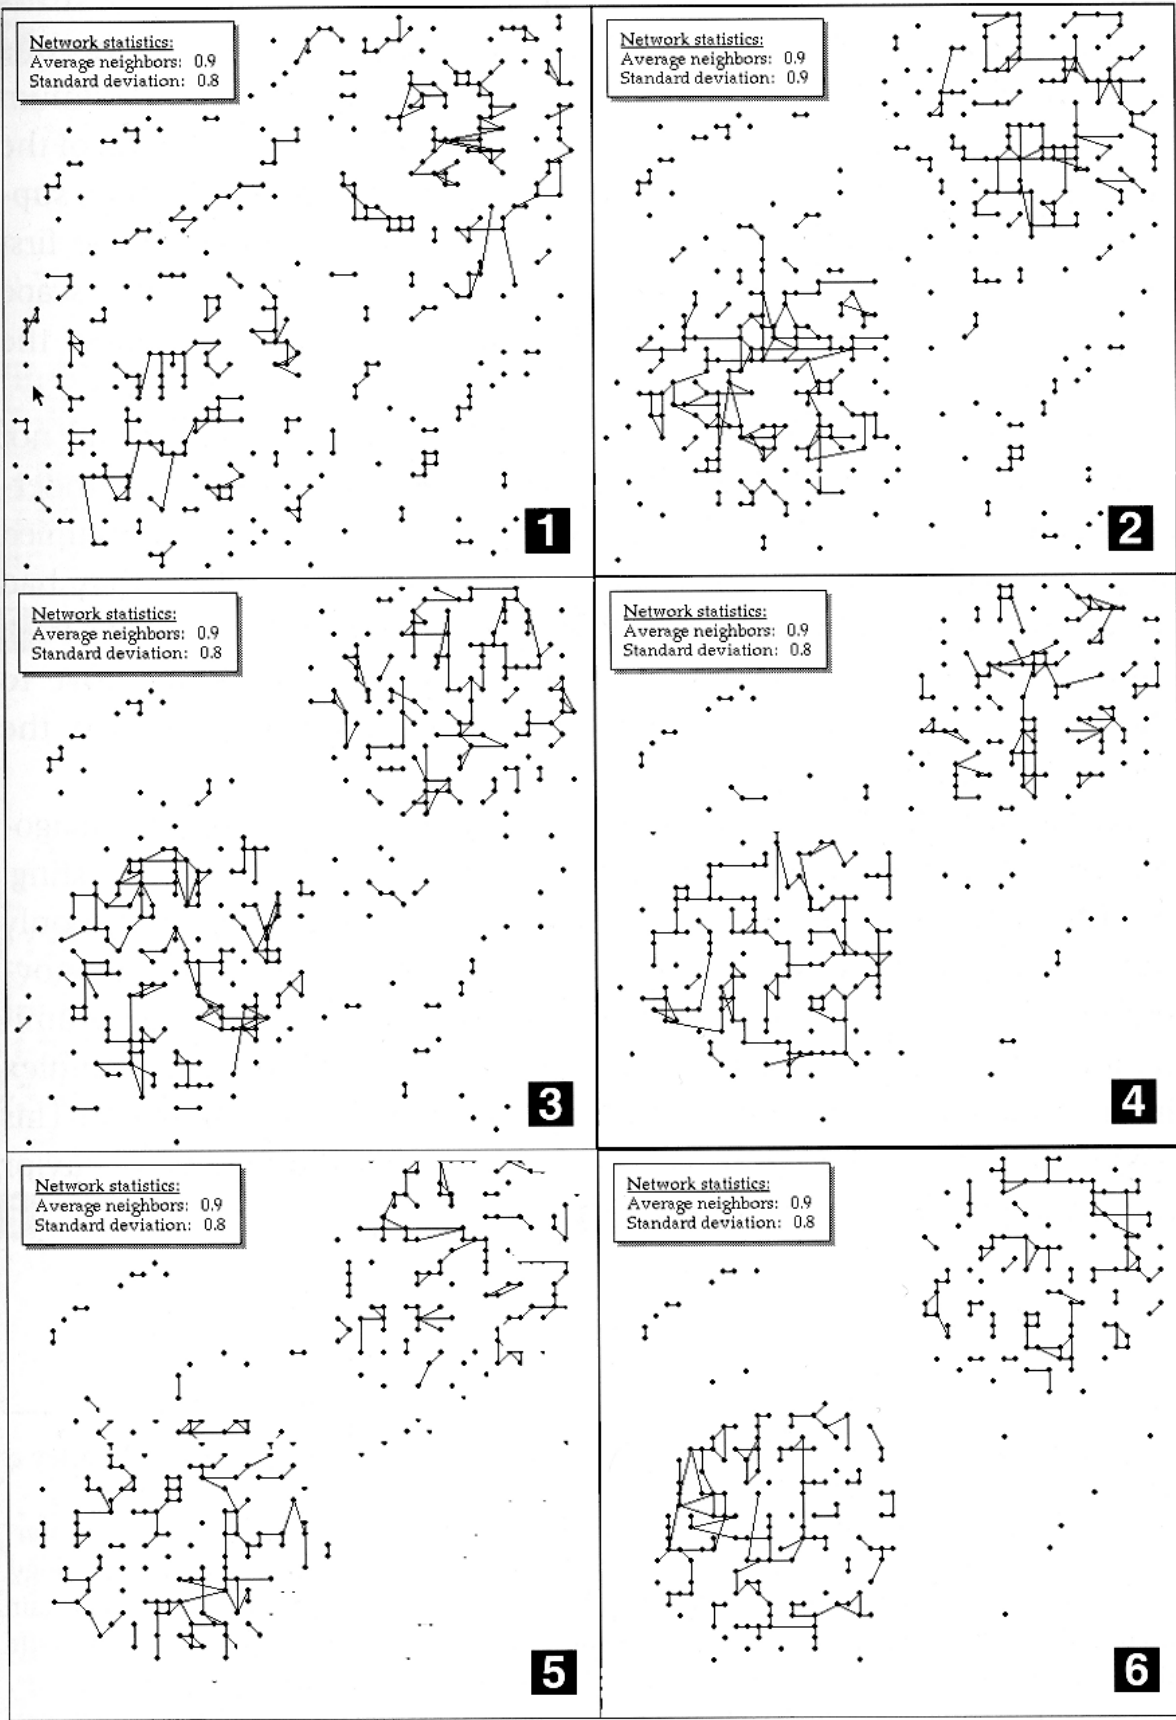 Network statistics:
Average neighbors: 0.9
Standard deviation: 0.8
1
Network statistics:
Average neighbors: 0.9
Standard deviation: 0.9
2
Network statistics:
Average neighbors: 0.9
Standard deviation: 0.8
3
Network statistics:
Average neighbors: 0.9
Standard deviation: 0.8
4
Network statistics:
Average neighbors: 0.9
Standard deviation: 0.8
5
Network statistics:
Average neighbors: 0.9
Standard deviation: 0.8
6